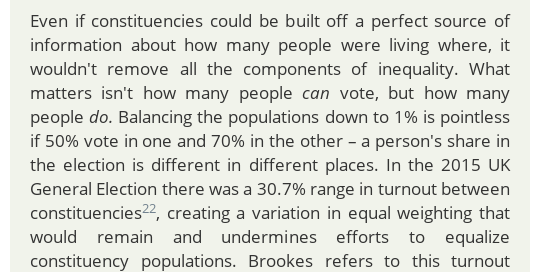 Even if constituencies could be built off a perfect source of
information about how many people were living where, it
wouldn't remove all the components of inequality. What
matters isn't how many people can vote, but how many
people do. Balancing the populations down to 1% is pointless
if 50% vote in one and 70% in the other – a person's share in
the election is different in different places. In the 2015 UK
General Election there was a 30.7% range in turnout between
constituencies22, creating a variation in equal weighting that
would remain and undermines efforts to equalize
constituency populations. Brookes refers to this turnout